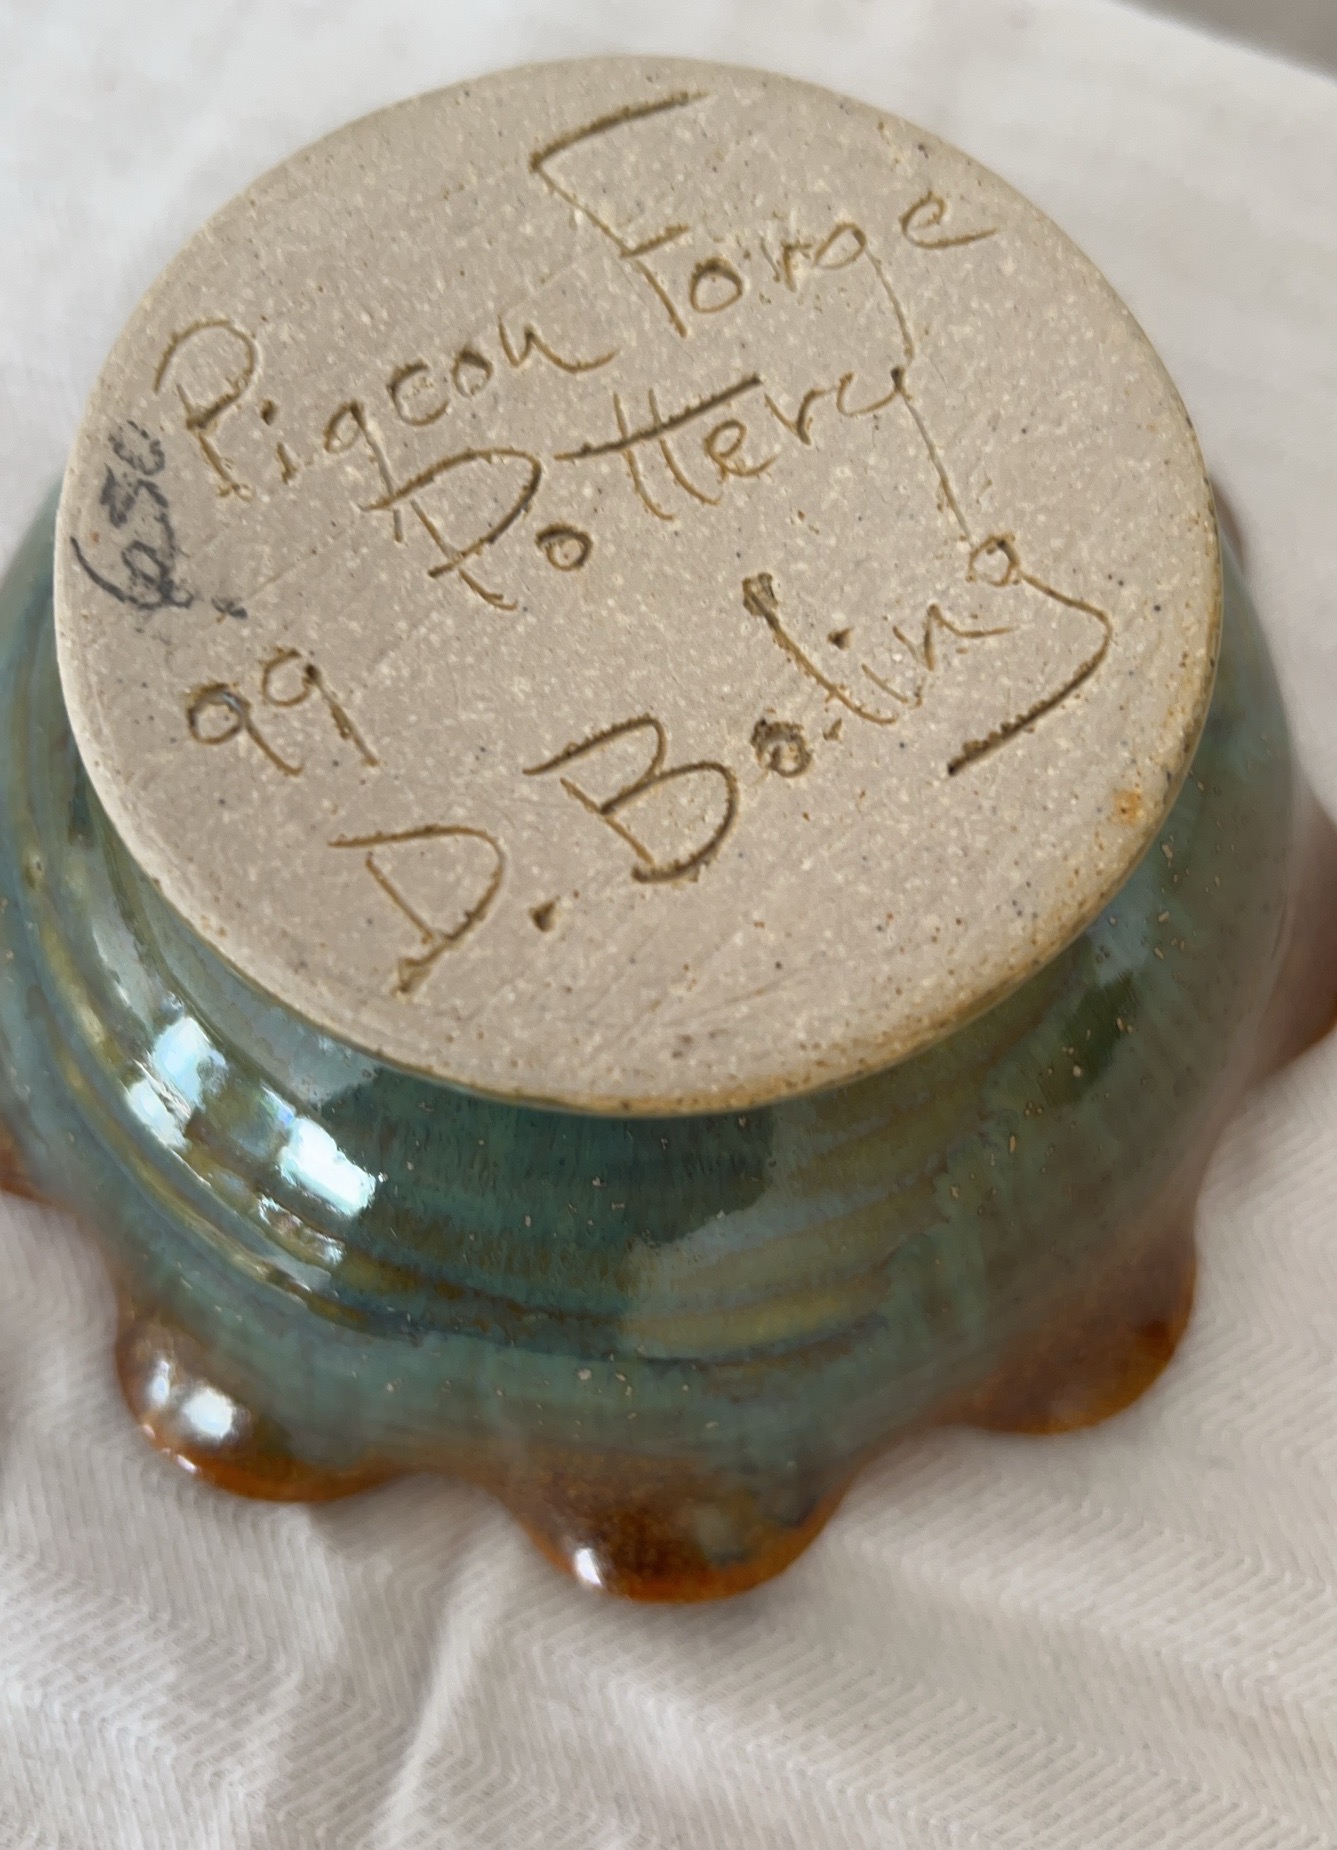 Pigeon Forge
Pottery
99
D. Boling